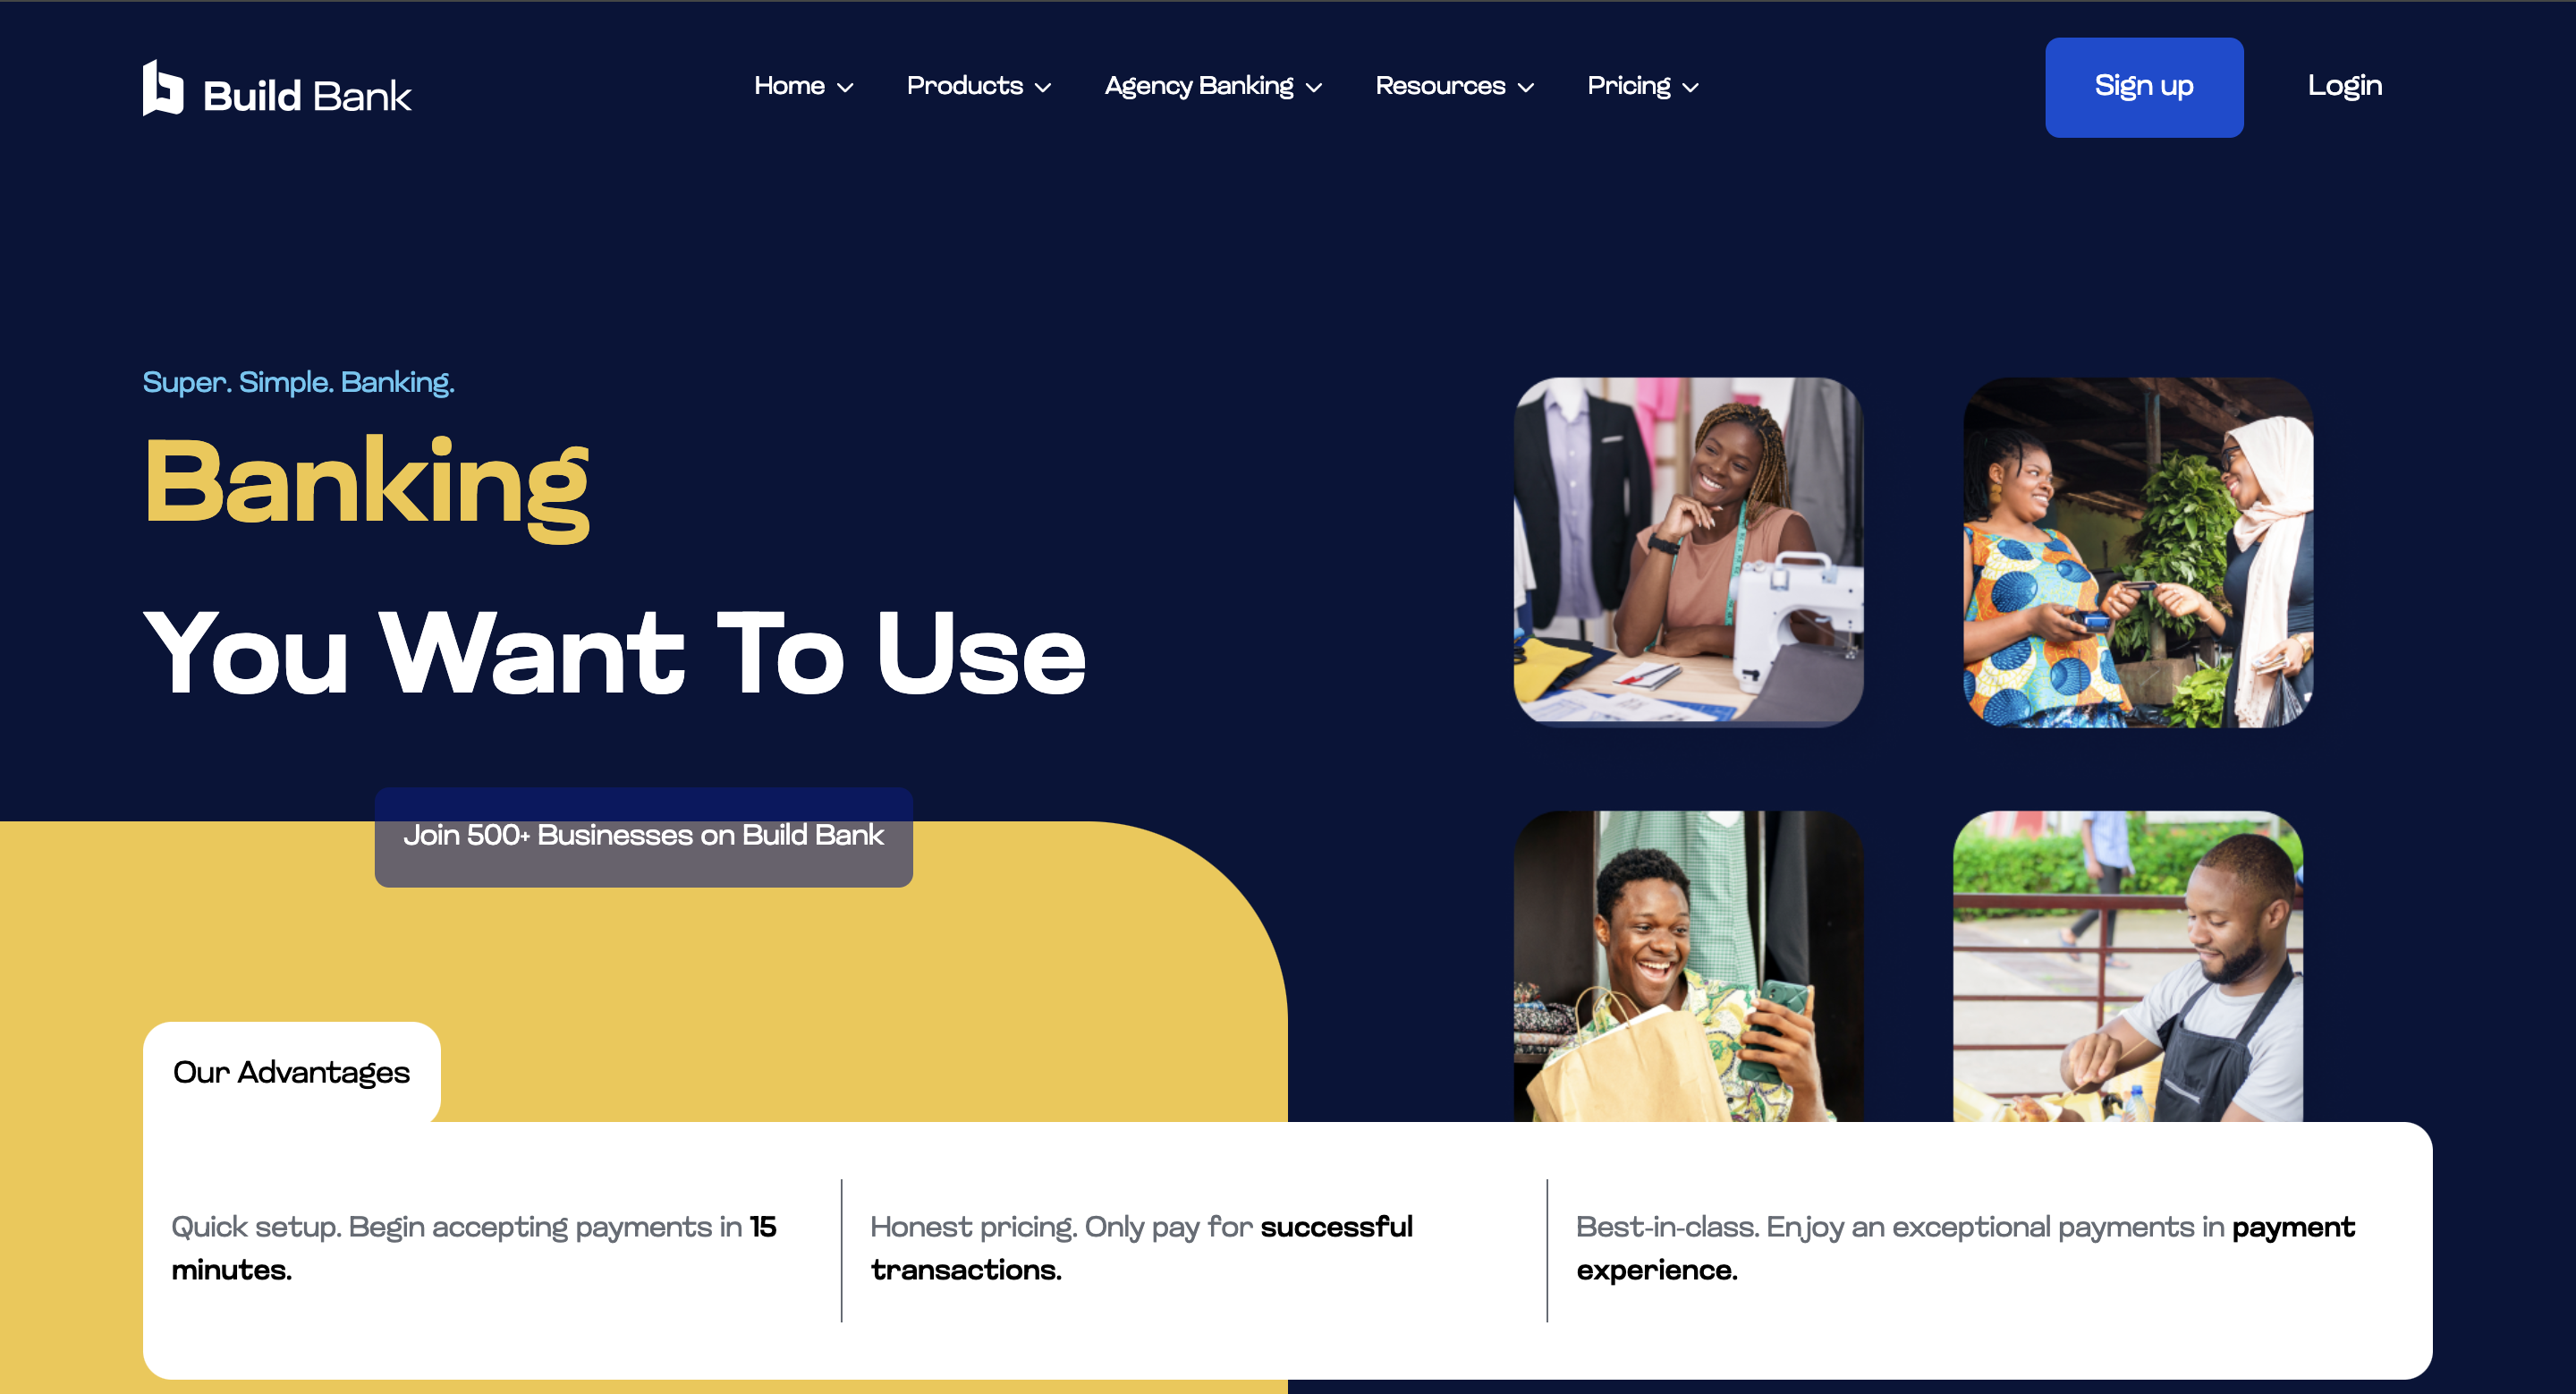 Build Bank
Home
Products
Agency Banking
Resources
Pricing
Sign up
Login
Super. Simple. Banking.
Banking
You Want To Use
Join 500+ Businesses on Build Bank
Our Advantages
Quick setup. Begin accepting payments in 15
minutes.
Honest pricing. Only pay for successful
transactions.
Best-in-class. Enjoy an exceptional payments in payment
experience.